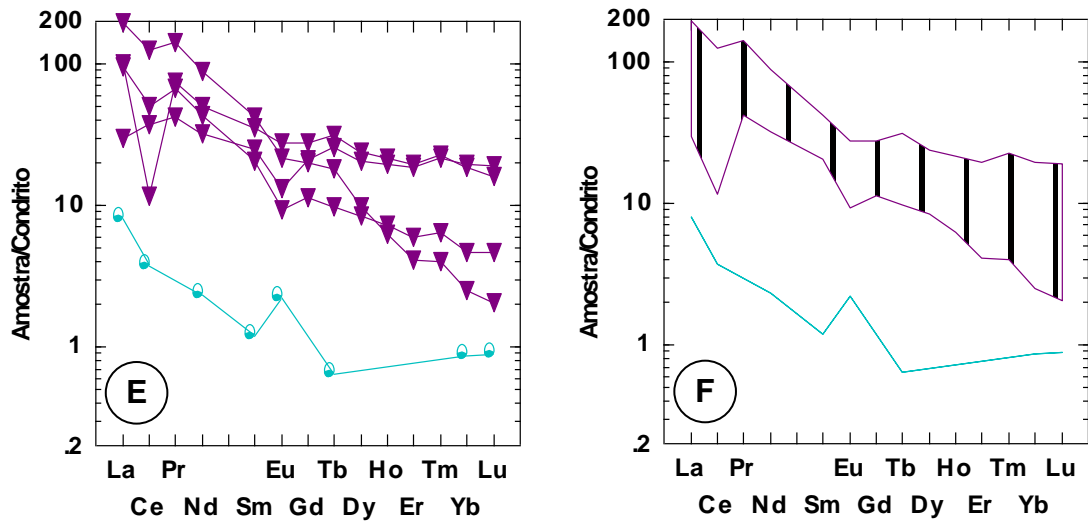 200
100
10
1
.2
Amostra/Condrito
E
La Pr Eu Tb Ho Tm Lu
Ce Nd Sm Gd Dy Er Yb
200
100
10
1
.2
Amostra/Condrito
F
La Pr Eu Tb Ho Tm Lu
Ce Nd Sm Gd Dy Er Yb